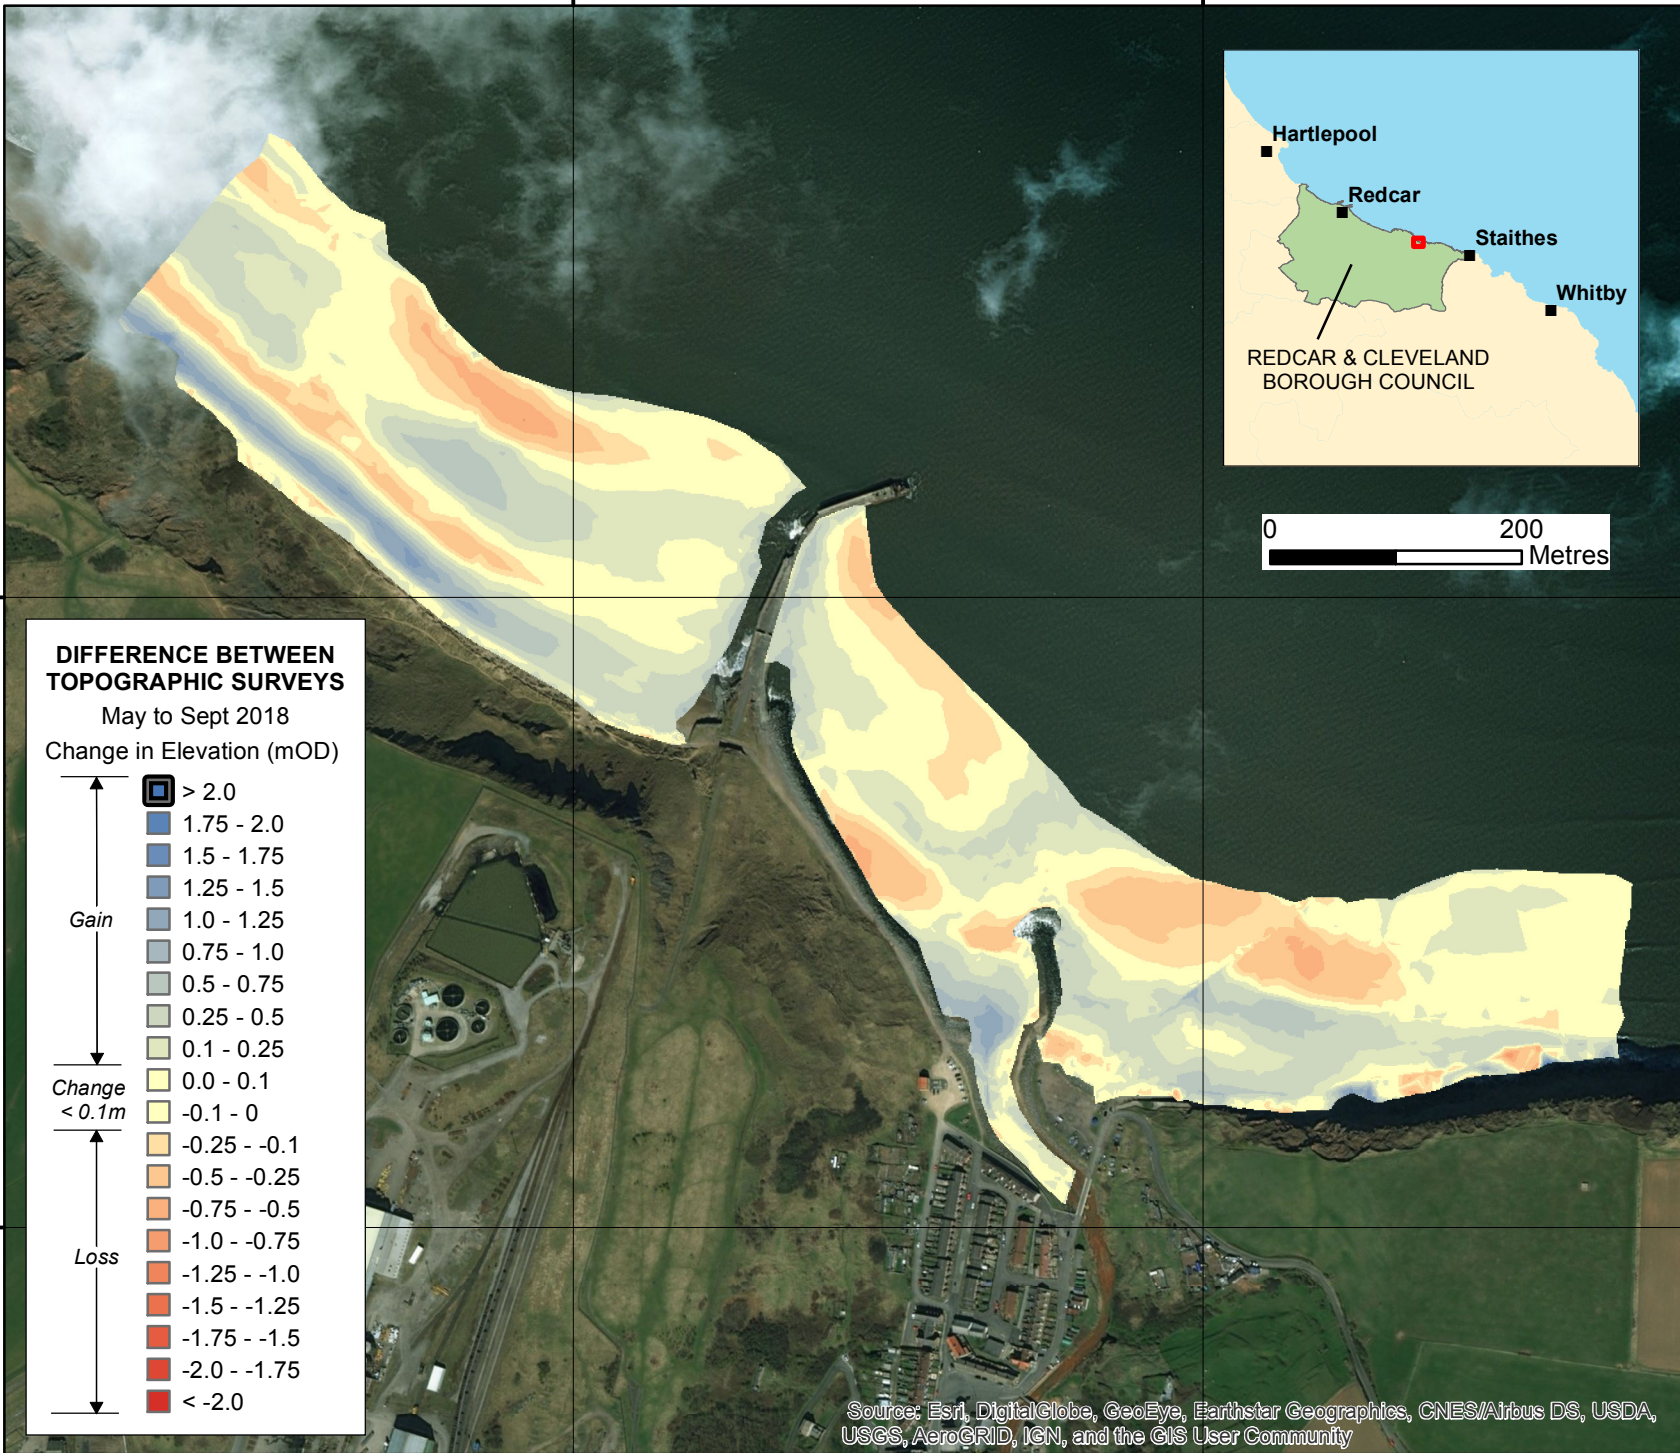 Hartlepool
Redcar
Staithes
Whitby
REDCAR & CLEVELAND
BOROUGH COUNCIL
0 200
Metres
DIFFERENCE BETWEEN
TOPOGRAPHIC SURVEYS
May to Sept 2018
Change in Elevation (mOD)
> 2.0
1.75 - 2.0
1.5 - 1.75
1.25 - 1.5
Gain
1.0 - 1.25
0.75 - 1.0
0.5 - 0.75
0.25 - 0.5
0.1 - 0.25
Change
< 0.1m
0.0 - 0.1
-0.1 - 0
-0.25 - -0.1
-0.5 - -0.25
-0.75 - -0.5
-1.0 - -0.75
Loss
-1.25 - -1.0
-1.5 - -1.25
-1.75 - -1.5
-2.0 - -1.75
< -2.0
Source: Esri, DigitalGlobe, GeoEye, Earthstar Geographics, CNES/Airbus DS, USDA,
USGS, AeroGRID, IGN, and the GIS User Community